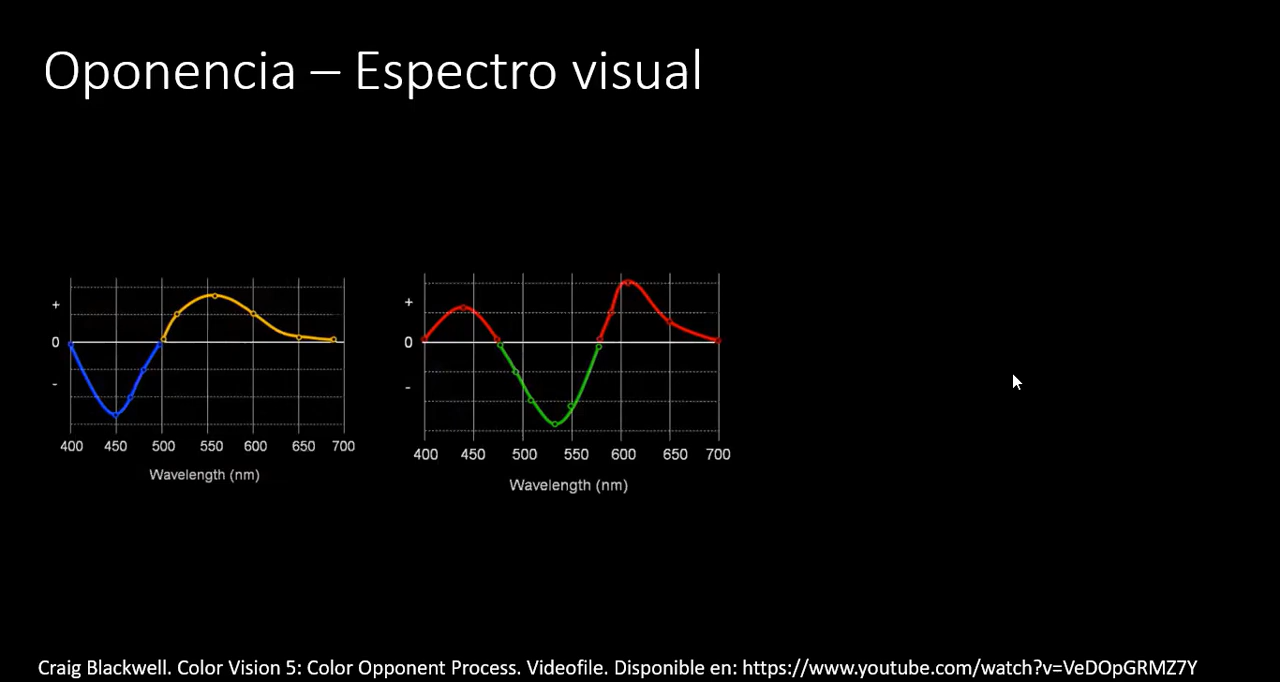 Oponencia – Espectro visual
+
0
-
400 450 500 550 600 650 700
Wavelength (nm)
+
0
-
400 450 500 550 600 650 700
Wavelength (nm)
Craig Blackwell. Color Vision 5: Color Opponent Process. Videofile. Disponible en: https://www.youtube.com/watch?v=VeDOpGRMZ7Y